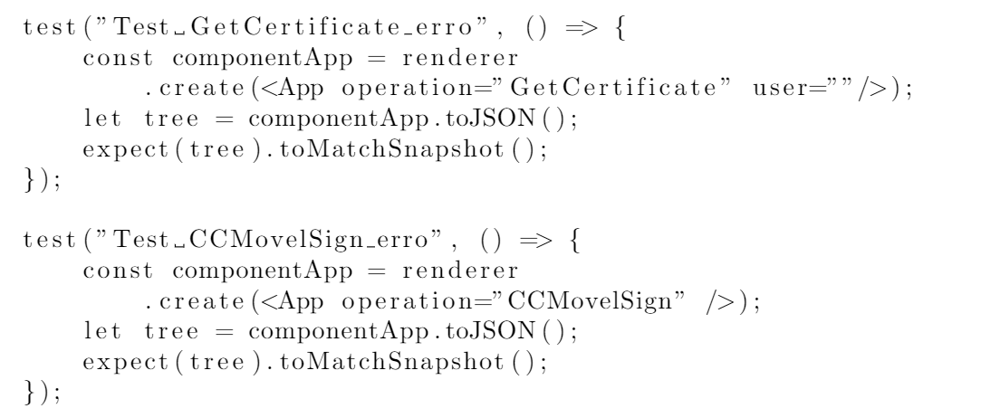 test("Test␣GetCertificate_erro", () => {
    const componentApp = renderer
        .create(<App operation="GetCertificate" user=""/>);
    let tree = componentApp.toJSON();
    expect(tree).toMatchSnapshot();
});

test("Test␣CCMovelSign_erro", () => {
    const componentApp = renderer
        .create(<App operation="CCMovelSign" />);
    let tree = componentApp.toJSON();
    expect(tree).toMatchSnapshot();
});